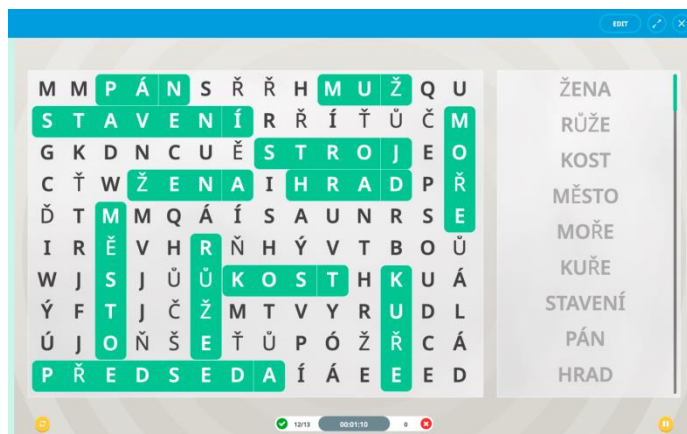 EDIT
M M P Á N S Ř Ř H M U Ž Q U
S T A V E N Í R Ř Í Ť Ů Č M
G K D N C U Ě S T R O J E O
C Ť W Ž E N A I H R A D P Ř
Ď T M M Q Á Í S A U N R S E
I R Ě V H R Ň H Ý V T B O Ů
W J S J Ů Ů K O S T H K U Á
Ý F T J Č Ž M T V Y R U D L
Ú J O Ň Š E Ť Ů P Ó Ž Ř C Á
P Ř E D S E D A Í Á E E E D
ŽENA
RŮŽE
KOST
MĚSTO
MOŘE
KUŘE
STAVENÍ
PÁN
HRAD
12/13 00:01:10 0